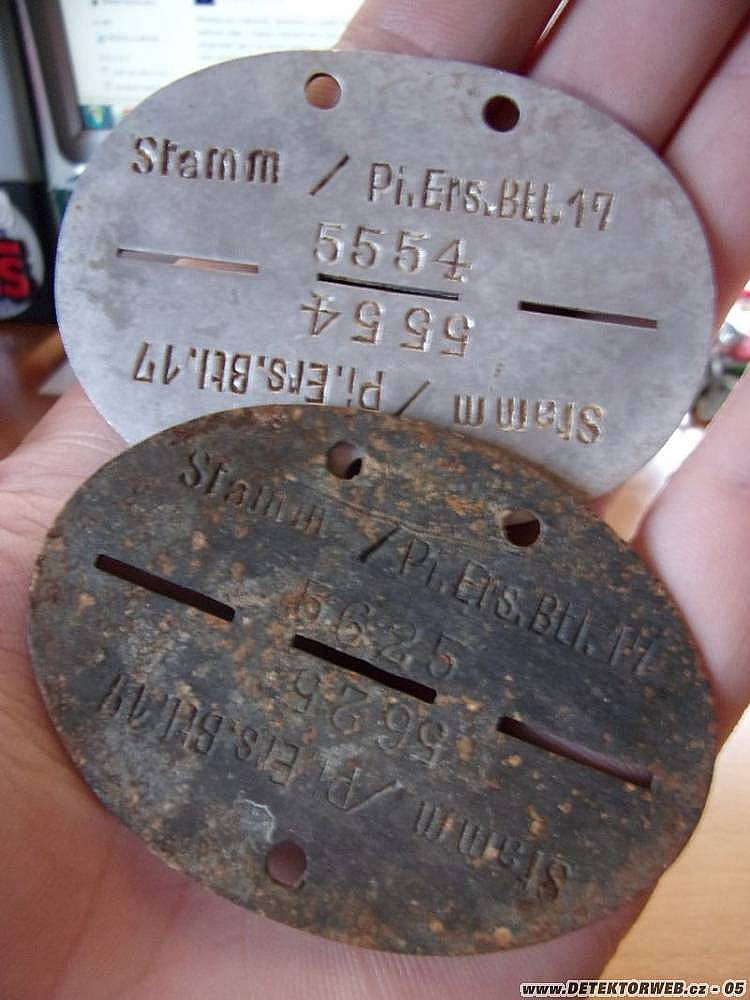 Stamm / Pi.Ers.Btl.17
5554
5554
Stamm / Pi.Ers.Btl.17
Stamm / Pi.Ers.Btl.17
5625
5625
Stamm / Pi.Ers.Btl.17
www.DETEKTORWEB.cz - 05